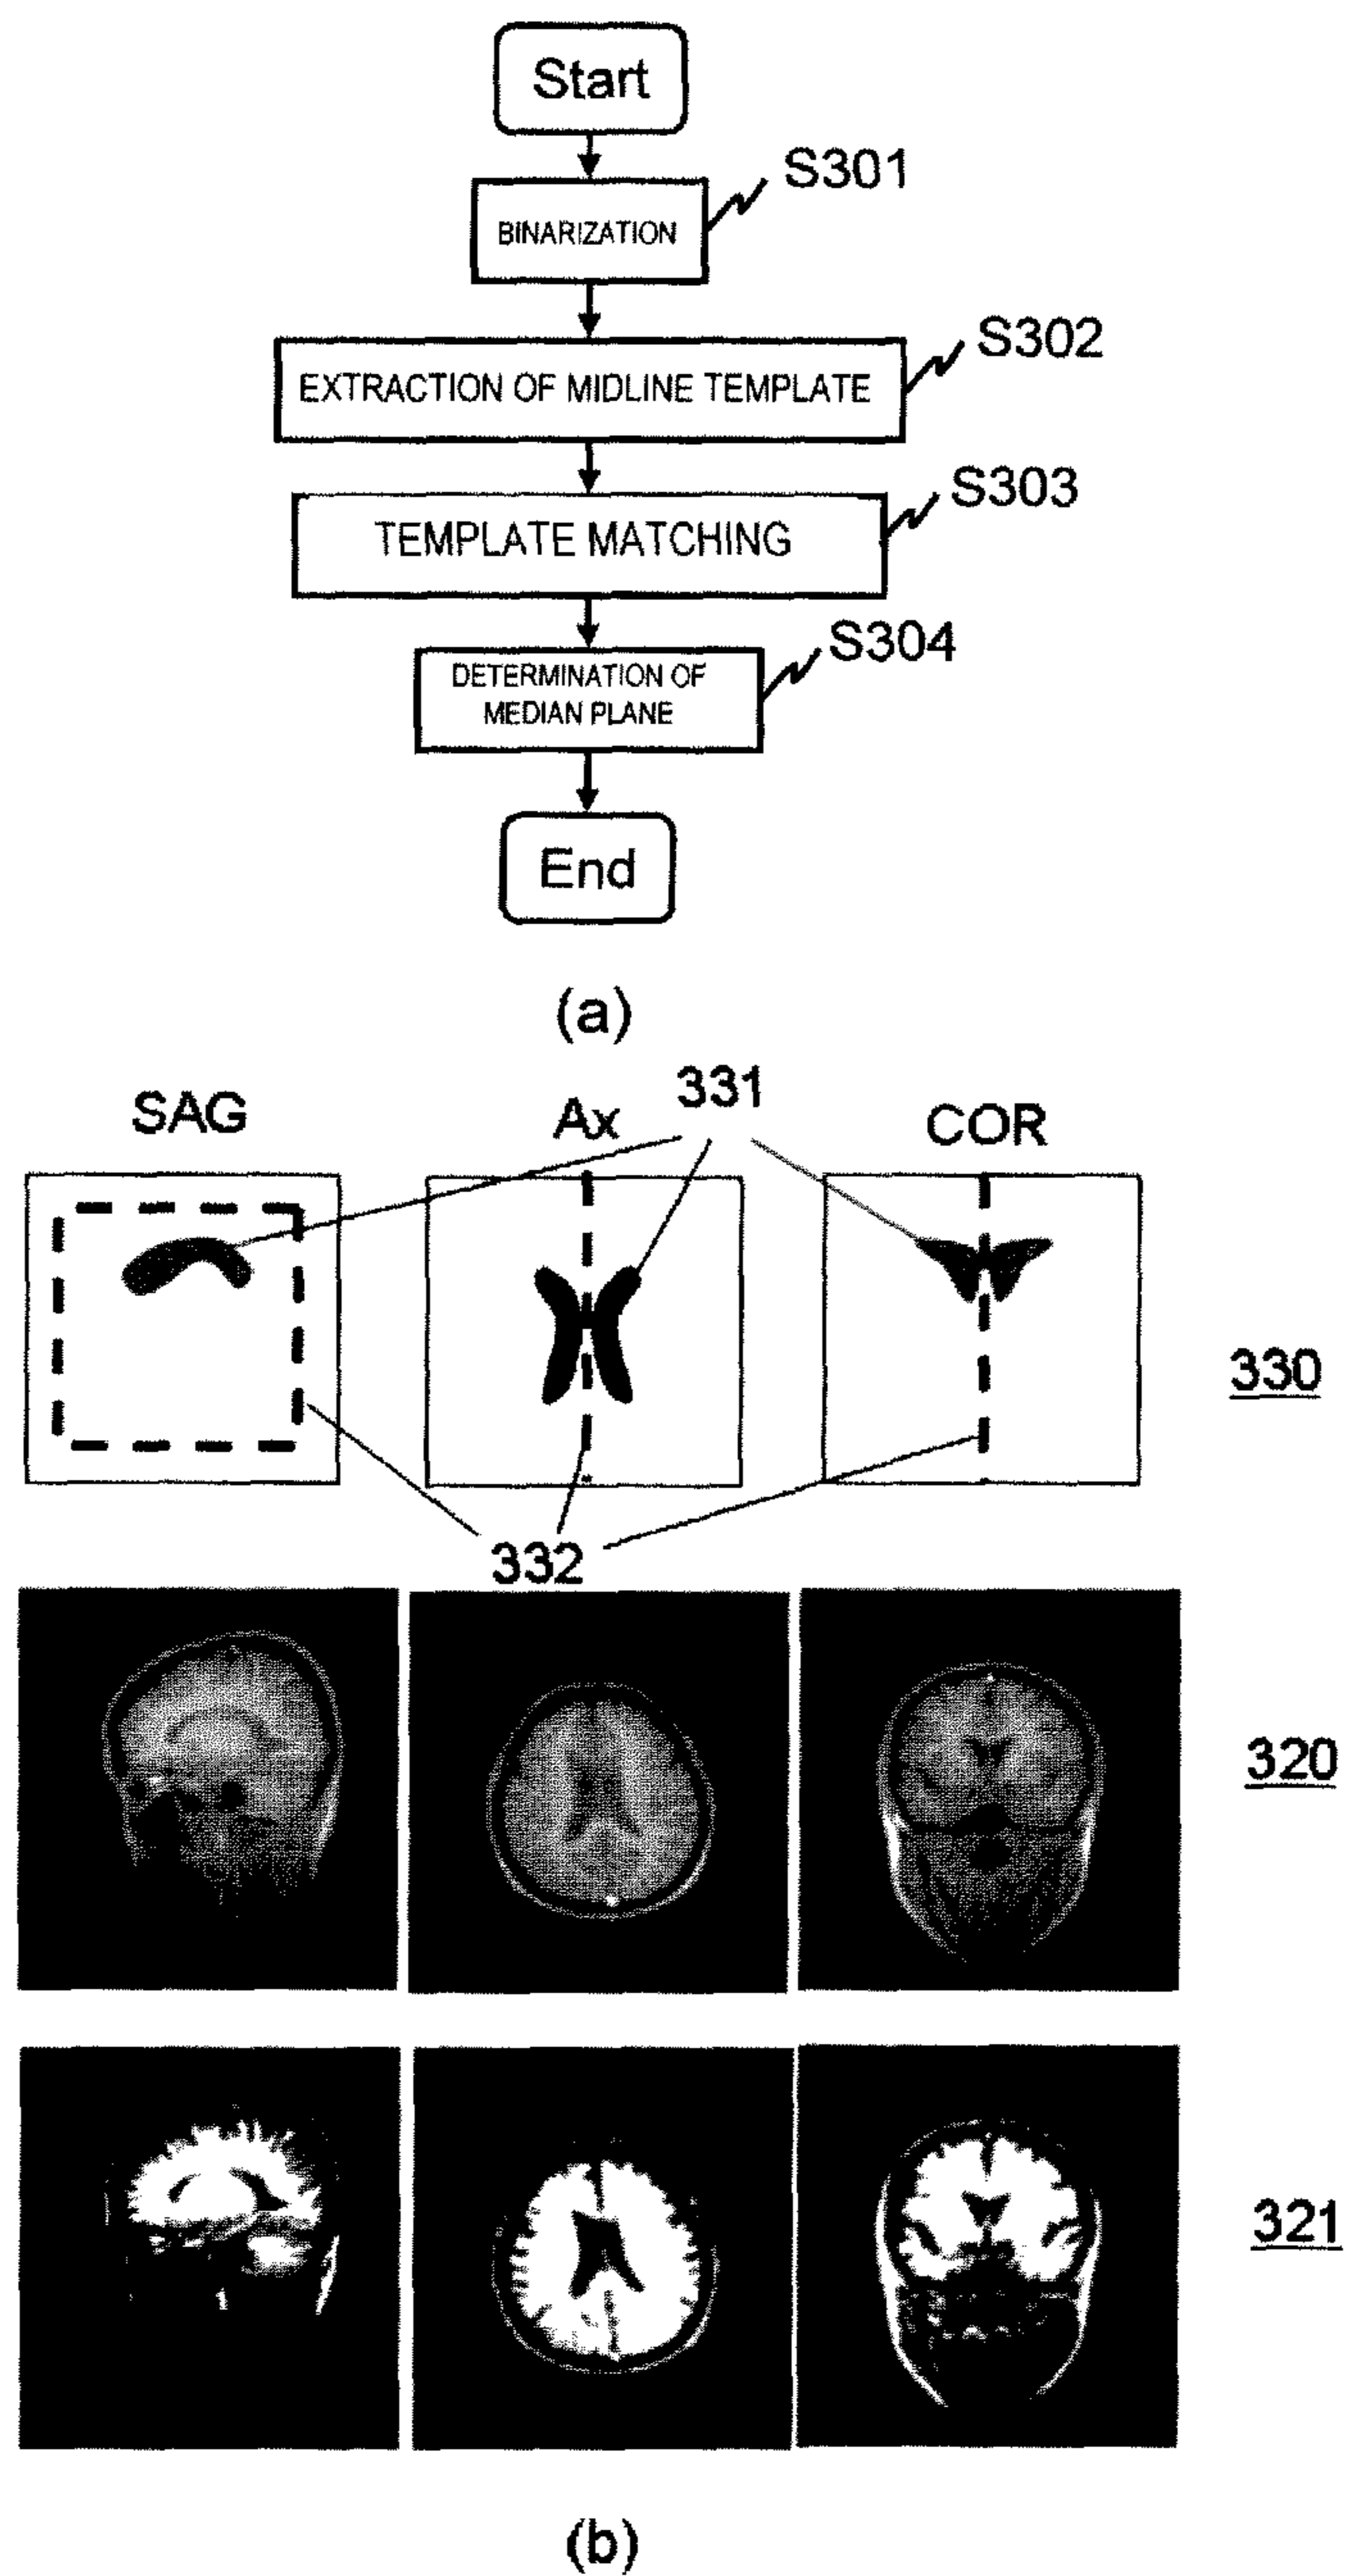 Start
S301
BINARIZATION
S302
EXTRACTION OF MIDLINE TEMPLATE
S303
TEMPLATE MATCHING
S304
DETERMINATION OF
MEDIAN PLANE
End
(a)
331
SAG
Ax
COR
330
332
320
321
(b)